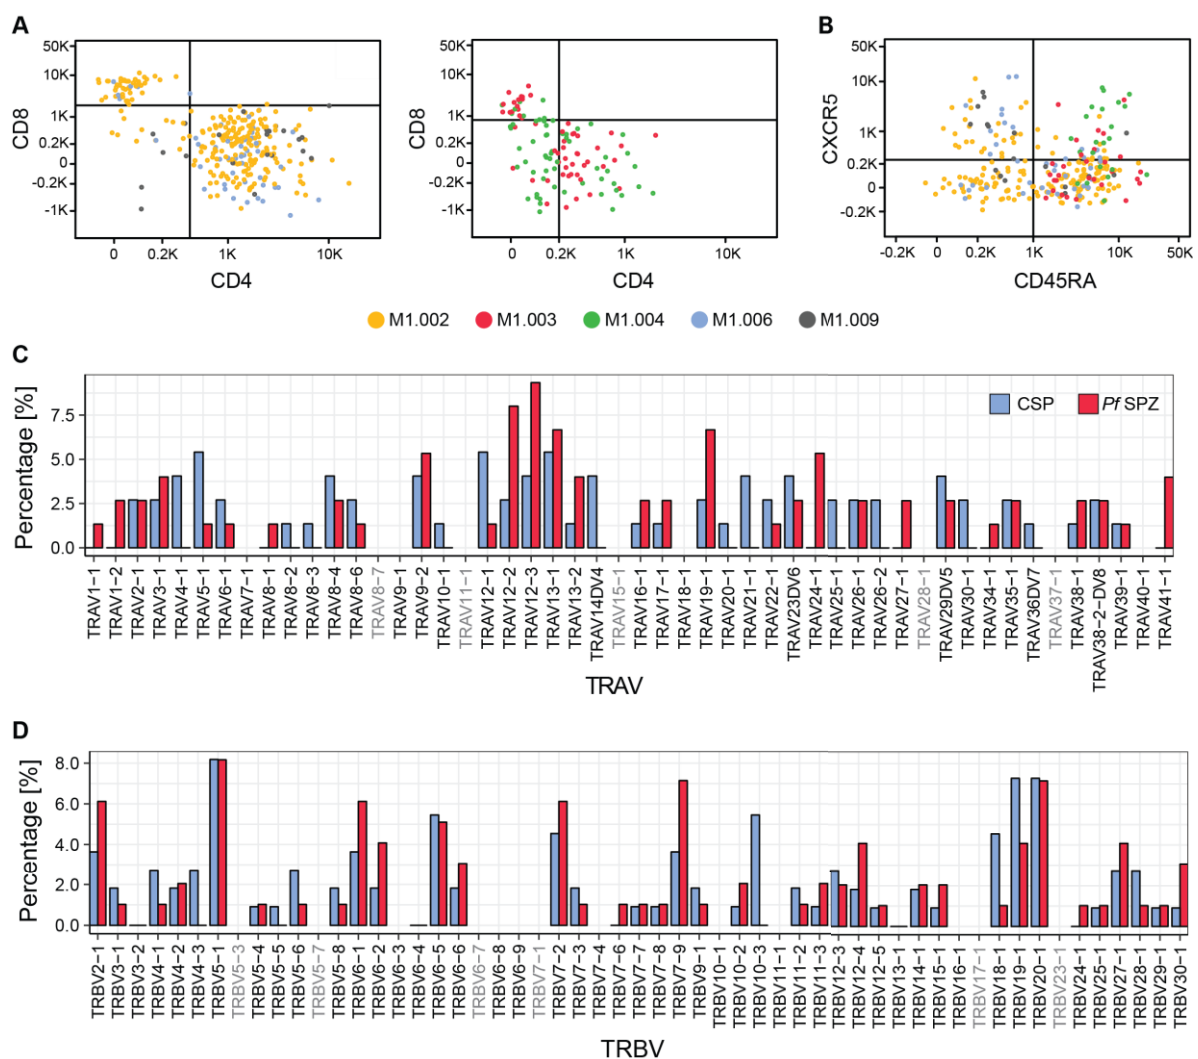 A
B
50K
10K
1K
0.2K
0
-0.2K
-1K
CD8
0
0.2K
1K
10K
CD4
50K
10K
1K
0.2K
0
-0.2K
-1K
CD8
0
0.2K
1K
10K
CD4
50K
10K
1K
0.2K
0
-0.2K
CXCR5
-0.2K
0
0.2K
1K
10K
50K
CD45RA
M1.002 M1.003 M1.004 M1.006 M1.009
C
Percentage [%]
7.5
5.0
2.5
0.0
CSP Pf SPZ
TRAV1-1
TRAV1-2
TRAV2-1
TRAV3-1
TRAV4-1
TRAV5-1
TRAV6-1
TRAV7-1
TRAV8-1
TRAV8-2
TRAV8-3
TRAV8-4
TRAV8-6
TRAV8-7
TRAV9-1
TRAV9-2
TRAV10-1
TRAV11-1
TRAV12-1
TRAV12-2
TRAV12-3
TRAV13-1
TRAV13-2
TRAV14DV4
TRAV15-1
TRAV16-1
TRAV17-1
TRAV18-1
TRAV19-1
TRAV20-1
TRAV21-1
TRAV22-1
TRAV23DV6
TRAV24-1
TRAV25-1
TRAV26-1
TRAV26-2
TRAV27-1
TRAV28-1
TRAV29DV5
TRAV30-1
TRAV34-1
TRAV35-1
TRAV36DV7
TRAV37-1
TRAV38-1
TRAV38-2-DV8
TRAV39-1
TRAV40-1
TRAV41-1
TRAV
D
Percentage [%]
8.0
6.0
4.0
2.0
0.0
TRBV2-1
TRBV3-1
TRBV3-2
TRBV4-1
TRBV4-2
TRBV4-3
TRBV5-1
TRBV5-3
TRBV5-4
TRBV5-5
TRBV5-6
TRBV5-7
TRBV5-8
TRBV6-1
TRBV6-2
TRBV6-3
TRBV6-4
TRBV6-5
TRBV6-6
TRBV6-7
TRBV6-8
TRBV6-9
TRBV7-1
TRBV7-2
TRBV7-3
TRBV7-4
TRBV7-6
TRBV7-7
TRBV7-8
TRBV7-9
TRBV9-1
TRBV10-1
TRBV10-2
TRBV10-3
TRBV11-1
TRBV11-2
TRBV11-3
TRBV12-3
TRBV12-4
TRBV12-5
TRBV13-1
TRBV14-1
TRBV15-1
TRBV16-1
TRBV17-1
TRBV18-1
TRBV19-1
TRBV20-1
TRBV23-1
TRBV24-1
TRBV25-1
TRBV27-1
TRBV28-1
TRBV29-1
TRBV30-1
TRBV